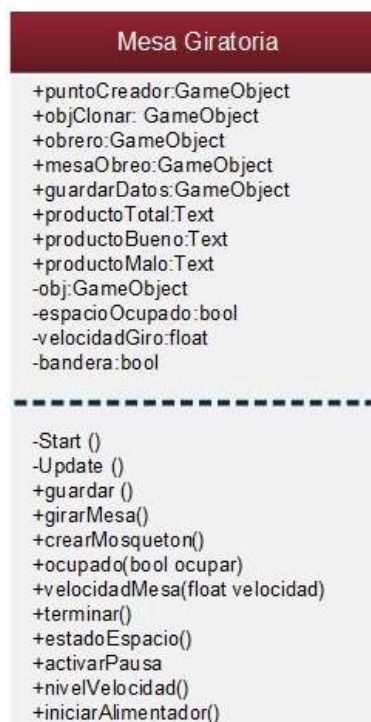 Mesa Giratoria
+puntoCreador:GameObject
+objClonar: GameObject
+obrero:GameObject
+mesaObreo:GameObject
+guardarDatos:GameObject
+productoTotal:Text
+productoBueno:Text
+productoMalo:Text
-obj:GameObject
-espacioOcupado:bool
-velocidadGiro:float
-bandera:bool
-Start ()
-Update ()
+guardar ()
+girarMesa()
+crearMosqueton()
+ocupado(bool ocupar)
+velocidadMesa(float velocidad)
+terminar()
+estadoEspacio()
+activarPausa
+nivelVelocidad()
+iniciarAlimentador()